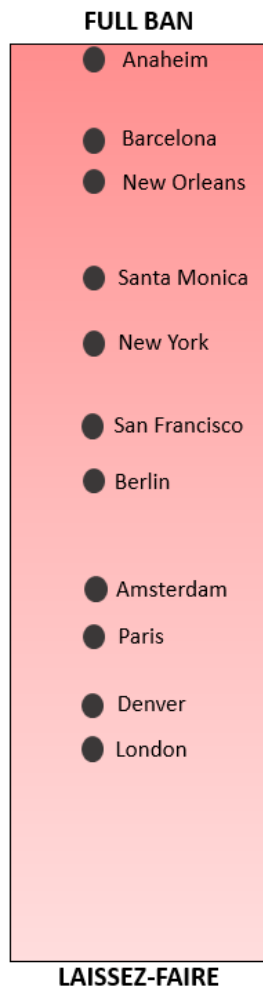 FULL BAN
Anaheim
Barcelona
New Orleans
Santa Monica
New York
San Francisco
Berlin
Amsterdam
Paris
Denver
London
LAISSEZ-FAIRE